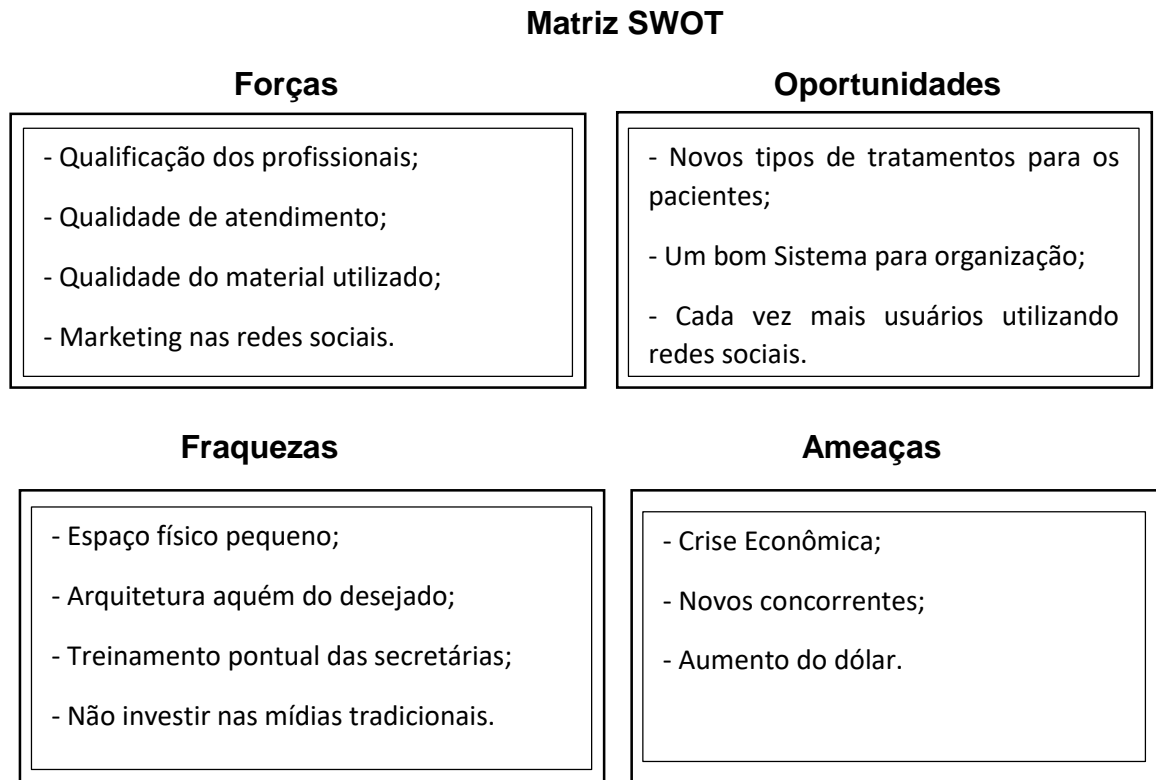 Matriz SWOT
Forças
- Qualificação dos profissionais;
- Qualidade de atendimento;
- Qualidade do material utilizado;
- Marketing nas redes sociais.
Oportunidades
- Novos tipos de tratamentos para os
pacientes;
- Um bom Sistema para organização;
- Cada vez mais usuários utilizando
redes sociais.
Fraquezas
- Espaço físico pequeno;
- Arquitetura aquém do desejado;
- Treinamento pontual das secretárias;
- Não investir nas mídias tradicionais.
Ameaças
- Crise Econômica;
- Novos concorrentes;
- Aumento do dólar.